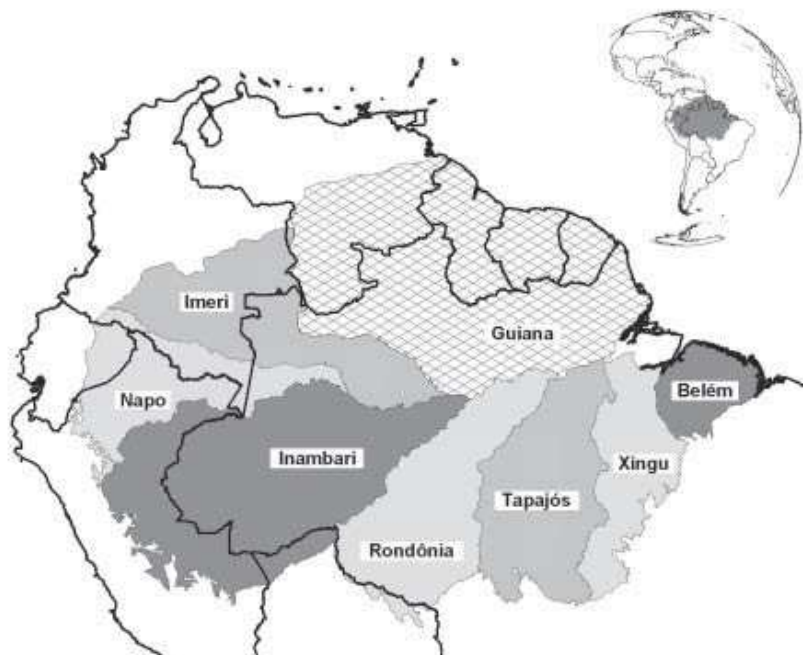 Imeri
Guiana
Napo
Belém
Inambari
Xingu
Tapajós
Rondônia